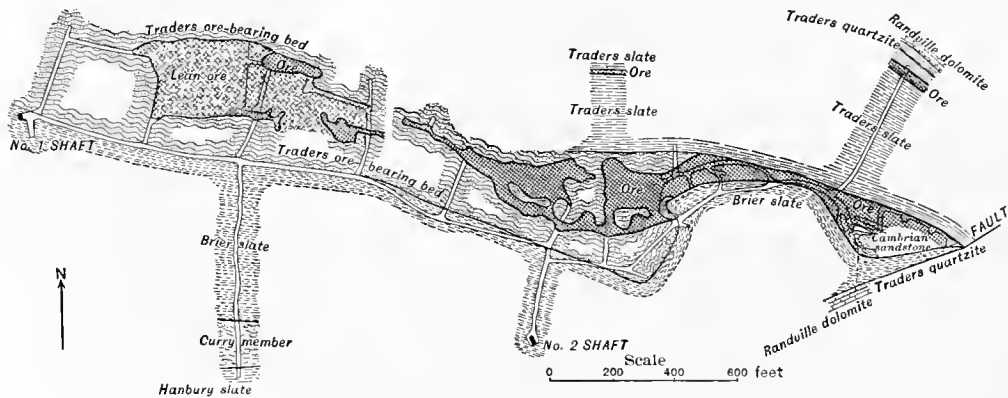 Traders ore-bearing bed
Ore
Lean ore
No. 1 SHAFT
Traders ore-
bearing bed
Brier slate
Curry member
Hanbury slate
N
Traders slate
Ore
Traders slate
Ore
Brier slate
No. 2 SHAFT
Traders quartzite
Randville dolomite
Ore
Traders slate
Ore
Cambrian
sandstone
FAULT
Traders quartzite
Randville dolomite
Scale
0 200 400 600 feet